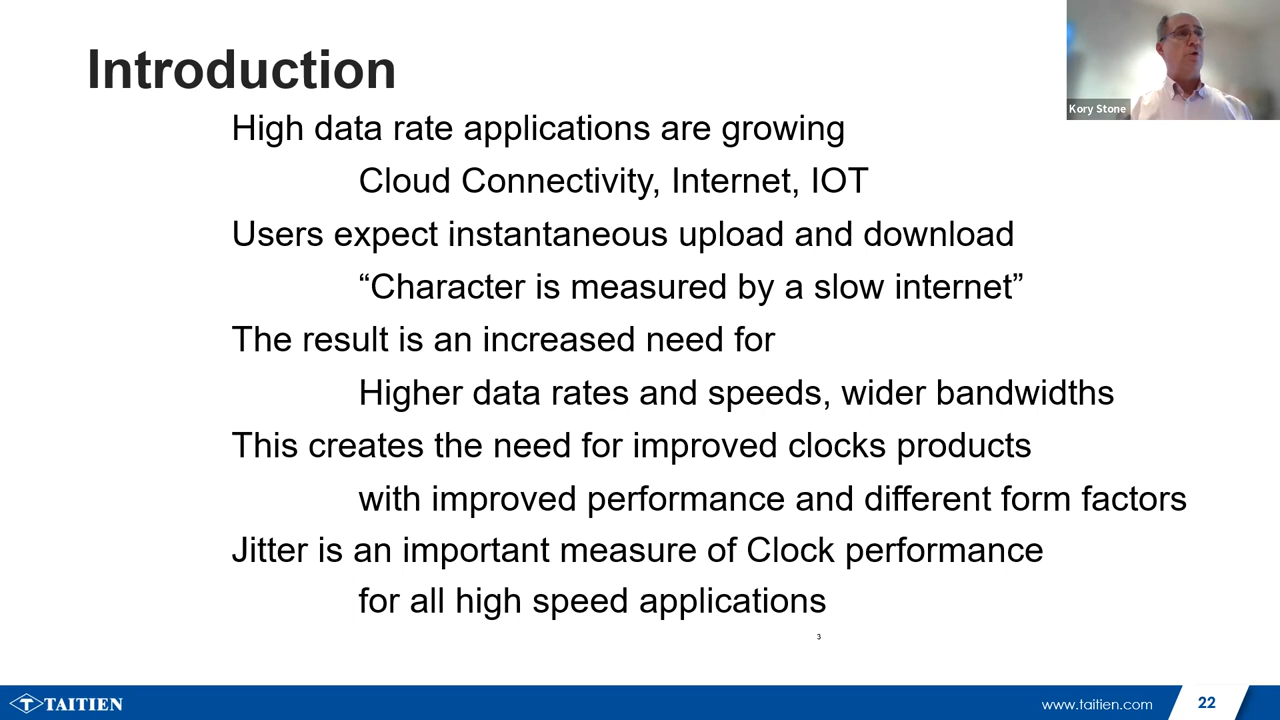 Introduction
Kory Stone
High data rate applications are growing
Cloud Connectivity, Internet, IOT
Users expect instantaneous upload and download
“Character is measured by a slow internet”
The result is an increased need for
Higher data rates and speeds, wider bandwidths
This creates the need for improved clocks products
with improved performance and different form factors
Jitter is an important measure of Clock performance
for all high speed applications
3
T TAITIEN
www.taitien.com
22